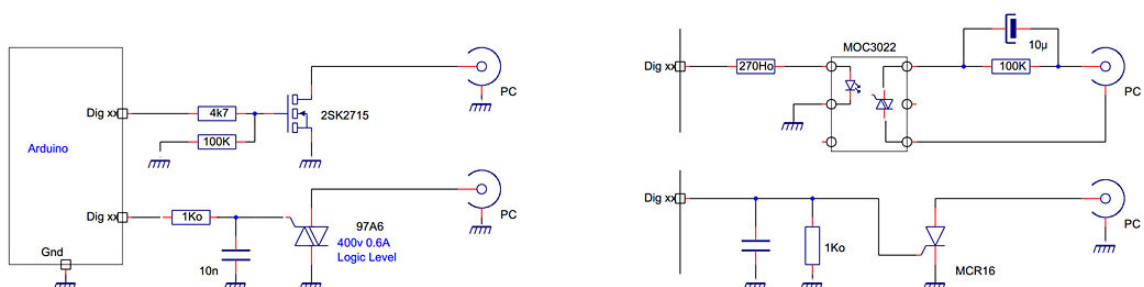 Arduino
Dig xx
4k7
100K
2SK2715
PC
Dig xx
1Ko
10n
97A6
400v 0.6A
Logic Level
PC
Gnd
Dig xx
270Ho
MOC3022
10µ
100K
PC
Dig xx
1Ko
MCR16
PC